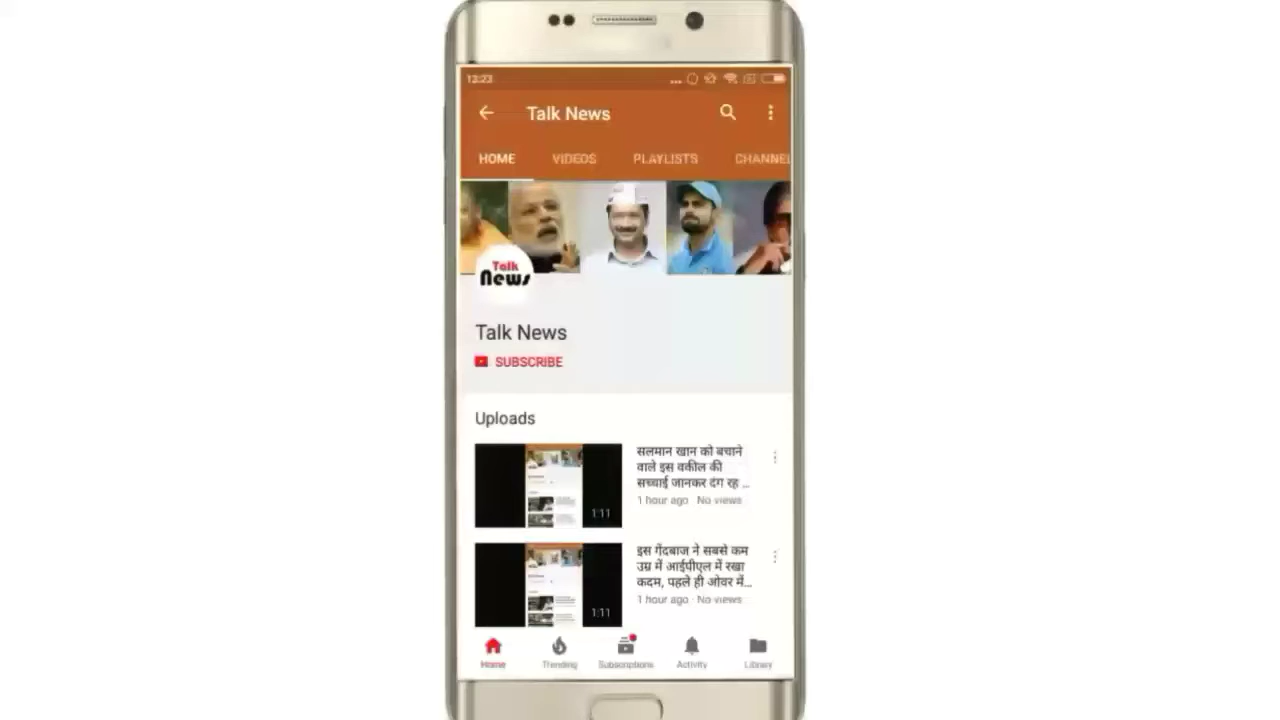 13:23
Talk News
HOME VIDEOS PLAYLISTS CHANNEL
Talk
News
Talk News
SUBSCRIBE
Uploads
सलमान खान को बचाने
वाले इस वकील की
सच्चाई जानकर दंग रह ...
1 hour ago · No views
1:11
इस गेंदबाज ने सबसे कम
उम्र में आईपीएल में रखा
कदम, पहले ही ओवर में...
1 hour ago · No views
1:11
Home Trending Subscriptions Activity Library